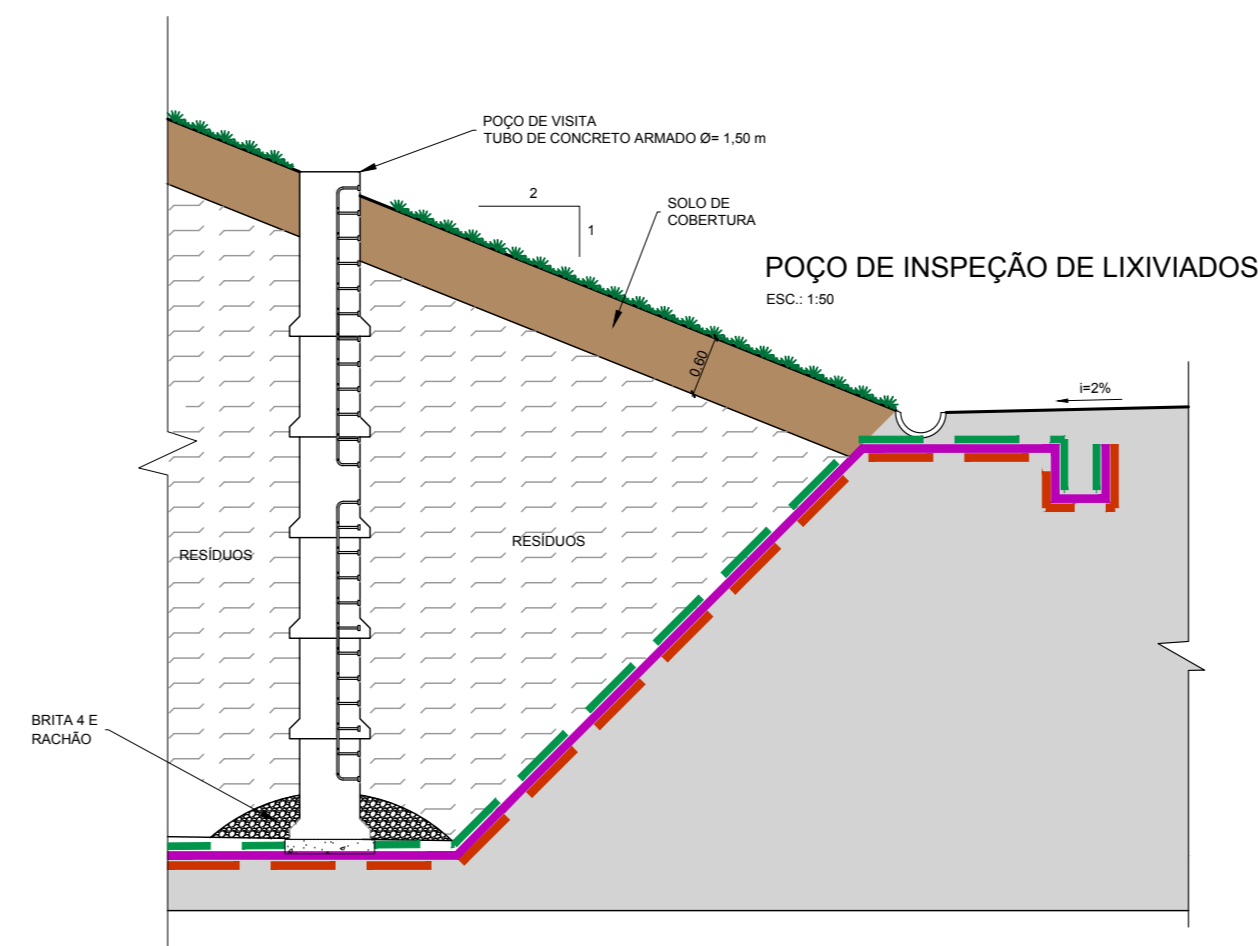 POÇO DE VISITA
TUBO DE CONCRETO ARMADO Ø= 1,50 m
2
1
SOLO DE
COBERTURA
POÇO DE INSPEÇÃO DE LIXIVIADOS
ESC.: 1:50
0.60
i=2%
RESÍDUOS
RESÍDUOS
BRITA 4 E
RACHÃO